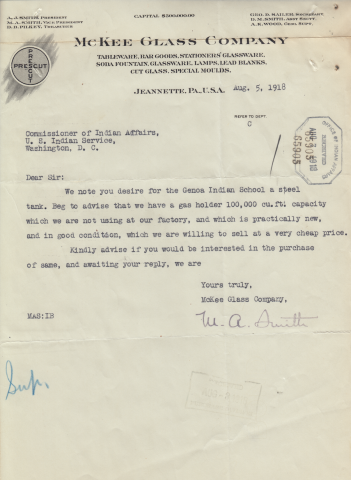 A. J. SMITH, PRESIDENT
M. A. SMITH, VICE PRESIDENT
CAPITAL $500,000.00
PRESCUT
McKEE GLASS COMPANY
TABLEWARE, BAR GOODS, STATIONERS' GLASSWARE,
SODA FOUNTAIN, GLASSWARE, LAMPS, LEAD BLANKS,
CUT GLASS, SPECIAL MOULDS.
JEANNETTE, PA., U.S.A. Aug. 5, 1918
REFER TO DEPT.
C
Commissioner of Indian Affairs,
U. S. Indian Service,
Washington, D. C.
RECEIVED
65905
Dear Sir:
We note you desire for the Genoa Indian School a steel
tank. Beg to advise that we have a gas holder 100,000 cu.ft. capacity
which we are not using at our factory, and which is practically new,
and in good condition, which we are willing to sell at a very cheap price.
Kindly advise if you would be interested in the purchase
of same, and awaiting your reply, we are
Yours truly,
McKee Glass Company,
M. A. Smith
MAS:IB
Sup.